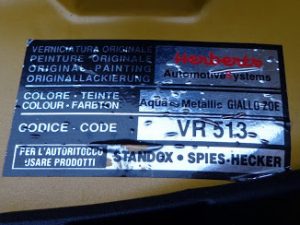 VERNICIATURA ORIGINALE
PEINTURE ORIGINALE
ORIGINAL PAINTING
ORIGINALLACKIERUNG
Herberts
Automotive Systems
COLORE - TEINTE
COLOUR - FARBTON
Aqua - Metallic GIALLO ZOE
CODICE - CODE
VR 513
PER L'AUTORITOCCO
USARE PRODOTTI
STANDOX • SPIES-HECKER